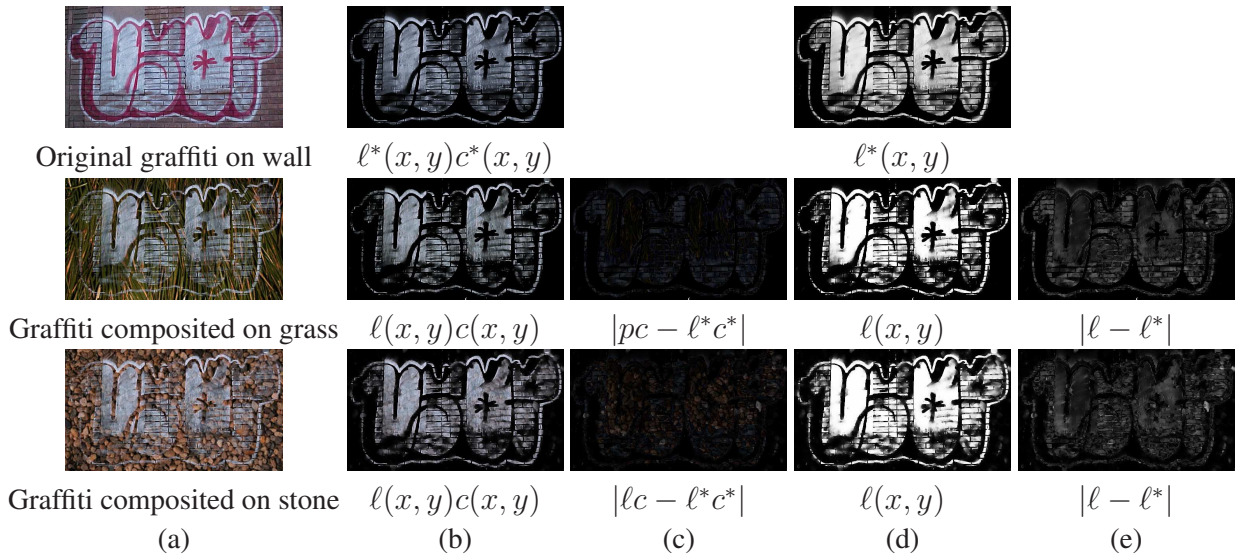 Original graffiti on wall ℓ*(x, y)c*(x, y) ℓ*(x, y)
Graffiti composited on grass ℓ(x, y)c(x, y) |pc − ℓ*c*| ℓ(x, y) |ℓ − ℓ*|
Graffiti composited on stone ℓ(x, y)c(x, y) |ℓc − ℓ*c*| ℓ(x, y) |ℓ − ℓ*|
(a) (b) (c) (d) (e)